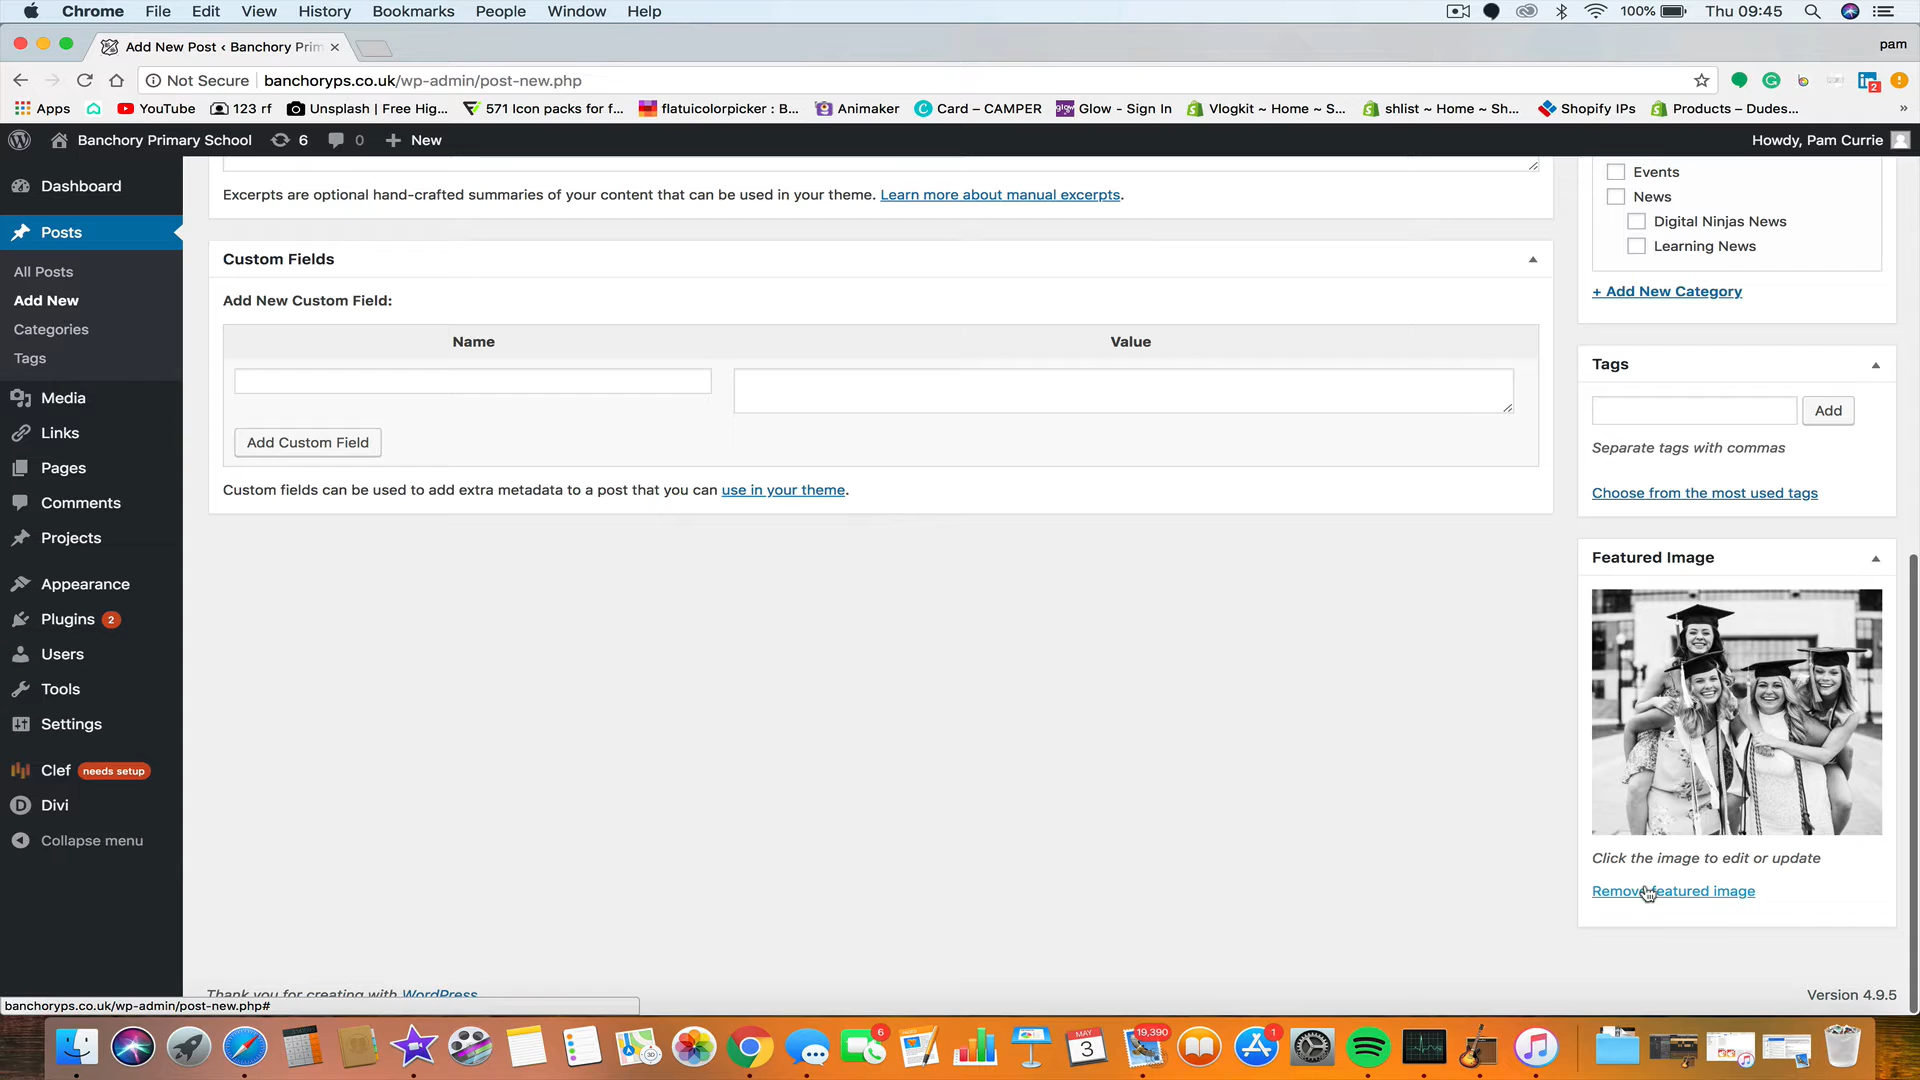 Chrome File Edit View History Bookmarks People Window Help 100% Thu 09:45
Add New Post ‹ Banchory Prim pam
Not Secure banchoryps.co.uk/wp-admin/post-new.php 2
Apps YouTube 123 rf Unsplash | Free Hig... 571 Icon packs for f... flatuicolorpicker : B... Animaker Card – CAMPER Glow - Sign In Vlogkit ~ Home ~ S... shlist ~ Home ~ Sh... Shopify IPs Products – Dudes... »
Banchory Primary School 6 0 + New Howdy, Pam Currie
Dashboard
Posts
All Posts
Add New
Categories
Tags
Media
Links
Pages
Comments
Projects
Appearance
Plugins 2
Users
Tools
Settings
Clef needs setup
Divi
Collapse menu
Excerpts are optional hand-crafted summaries of your content that can be used in your theme. Learn more about manual excerpts.
Custom Fields
Add New Custom Field:
Name Value
Add Custom Field
Custom fields can be used to add extra metadata to a post that you can use in your theme.
Events
News
Digital Ninjas News
Learning News
+ Add New Category
Tags
Add
Separate tags with commas
Choose from the most used tags
Featured Image
Click the image to edit or update
Remove featured image
Thank you for creating with WordPress
Version 4.9.5
banchoryps.co.uk/wp-admin/post-new.php#
6 MAY 3 19,390 1